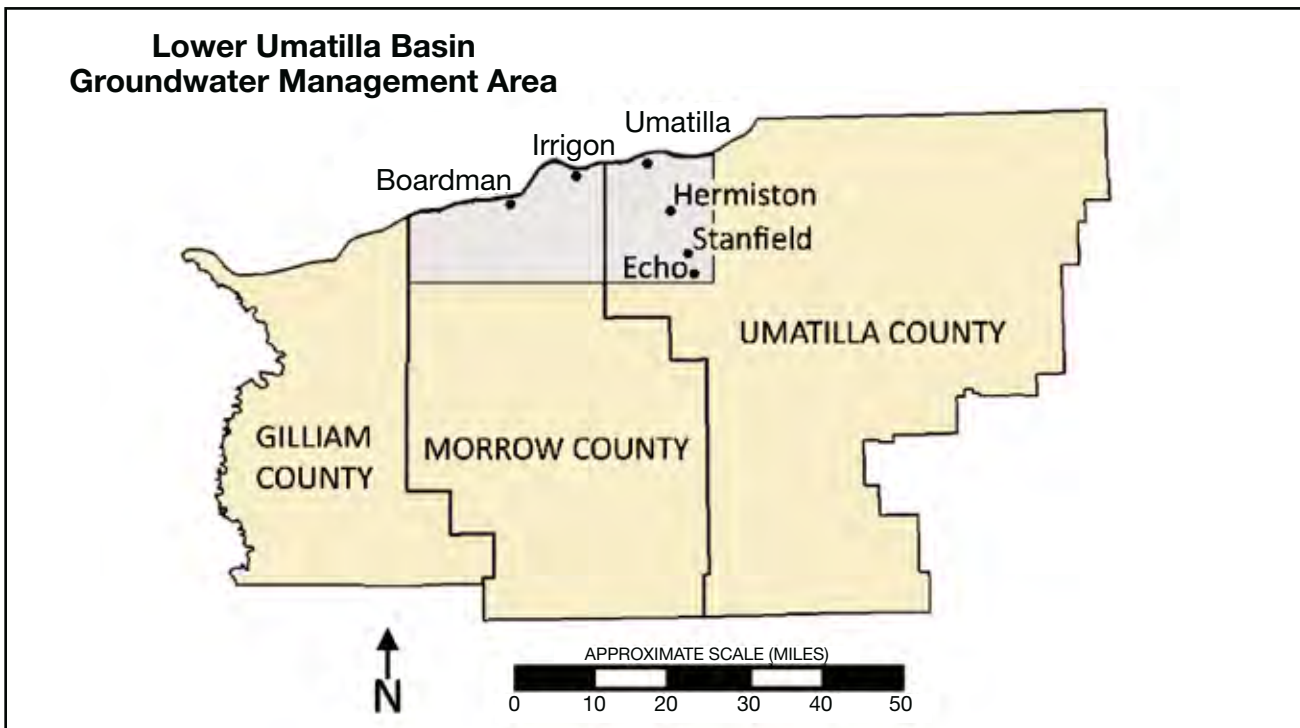 Lower Umatilla Basin
Groundwater Management Area
Umatilla
Irrigon
Boardman
Hermiston
Stanfield
Echo
UMATILLA COUNTY
GILLIAM
COUNTY
MORROW COUNTY
N
APPROXIMATE SCALE (MILES)
0 10 20 30 40 50